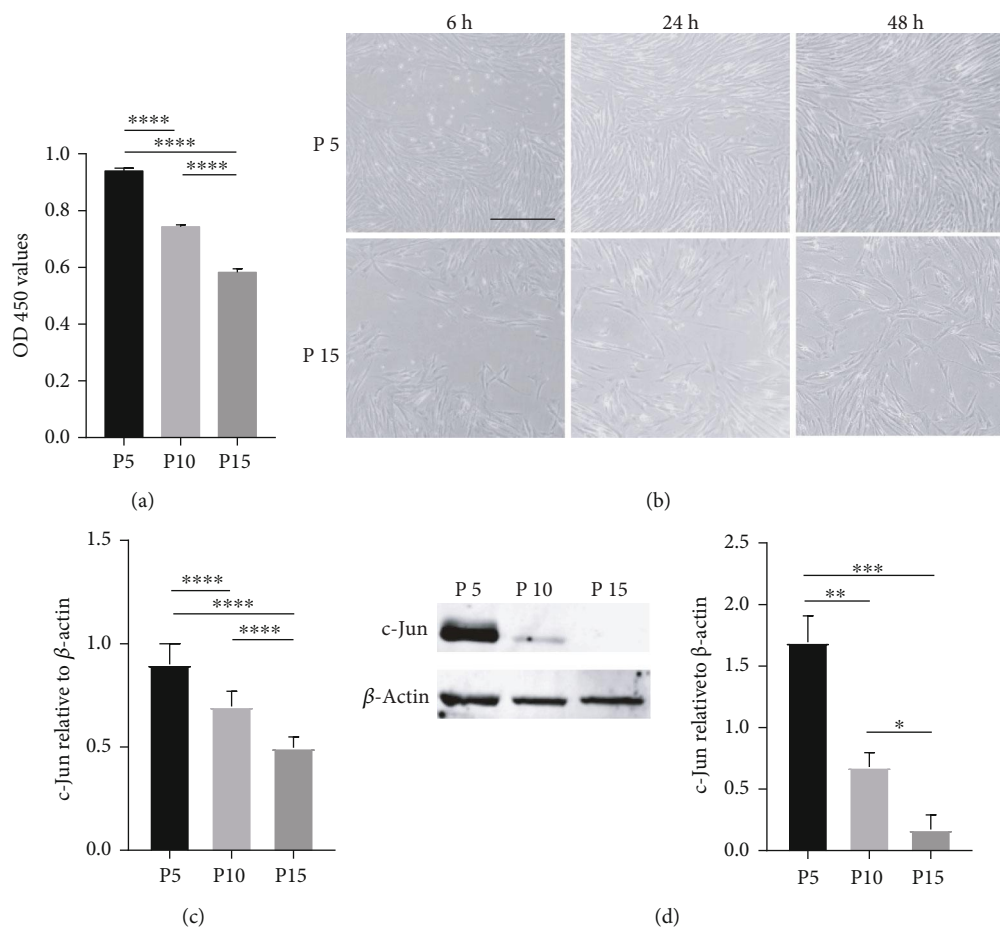 6 h 24 h 48 h
P 5
P 15
**** 
****
****
OD 450 values
1.0
0.8
0.6
0.4
0.2
0.0
P5 P10 P15
(a)
(b)
c-Jun relative to β-actin
1.5
1.0
0.5
0.0
****
****
****
P5 P10 P15
(c)
P 5 P 10 P 15
c-Jun
β-Actin
c-Jun relativeto β-actin
2.5
2.0
1.5
1.0
0.5
0.0
***
**
*
P5 P10 P15
(d)